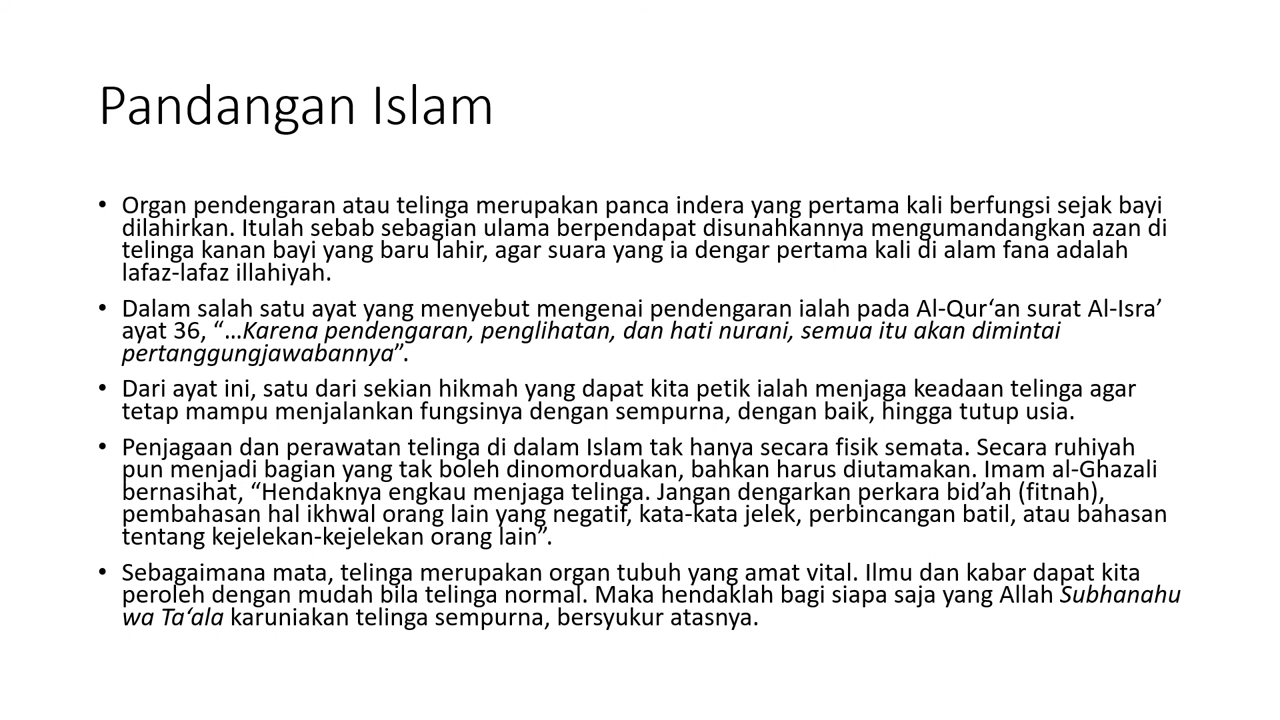 Pandangan Islam
• Organ pendengaran atau telinga merupakan panca indera yang pertama kali berfungsi sejak bayi
dilahirkan. Itulah sebab sebagian ulama berpendapat disunahkannya mengumandangkan azan di
telinga kanan bayi yang baru lahir, agar suara yang ia dengar pertama kali di alam fana adalah
lafaz-lafaz illahiyah.
• Dalam salah satu ayat yang menyebut mengenai pendengaran ialah pada Al-Qur‘an surat Al-Isra’
ayat 36, “…Karena pendengaran, penglihatan, dan hati nurani, semua itu akan dimintai
pertanggungjawabannya”.
• Dari ayat ini, satu dari sekian hikmah yang dapat kita petik ialah menjaga keadaan telinga agar
tetap mampu menjalankan fungsinya dengan sempurna, dengan baik, hingga tutup usia.
• Penjagaan dan perawatan telinga di dalam Islam tak hanya secara fisik semata. Secara ruhiyah
pun menjadi bagian yang tak boleh dinomorduakan, bahkan harus diutamakan. Imam al-Ghazali
bernasihat, “Hendaknya engkau menjaga telinga. Jangan dengarkan perkara bid’ah (fitnah),
pembahasan hal ikhwal orang lain yang negatif, kata-kata jelek, perbincangan batil, atau bahasan
tentang kejelekan-kejelekan orang lain”.
• Sebagaimana mata, telinga merupakan organ tubuh yang amat vital. Ilmu dan kabar dapat kita
peroleh dengan mudah bila telinga normal. Maka hendaklah bagi siapa saja yang Allah Subhanahu
wa Ta‘ala karuniakan telinga sempurna, bersyukur atasnya.